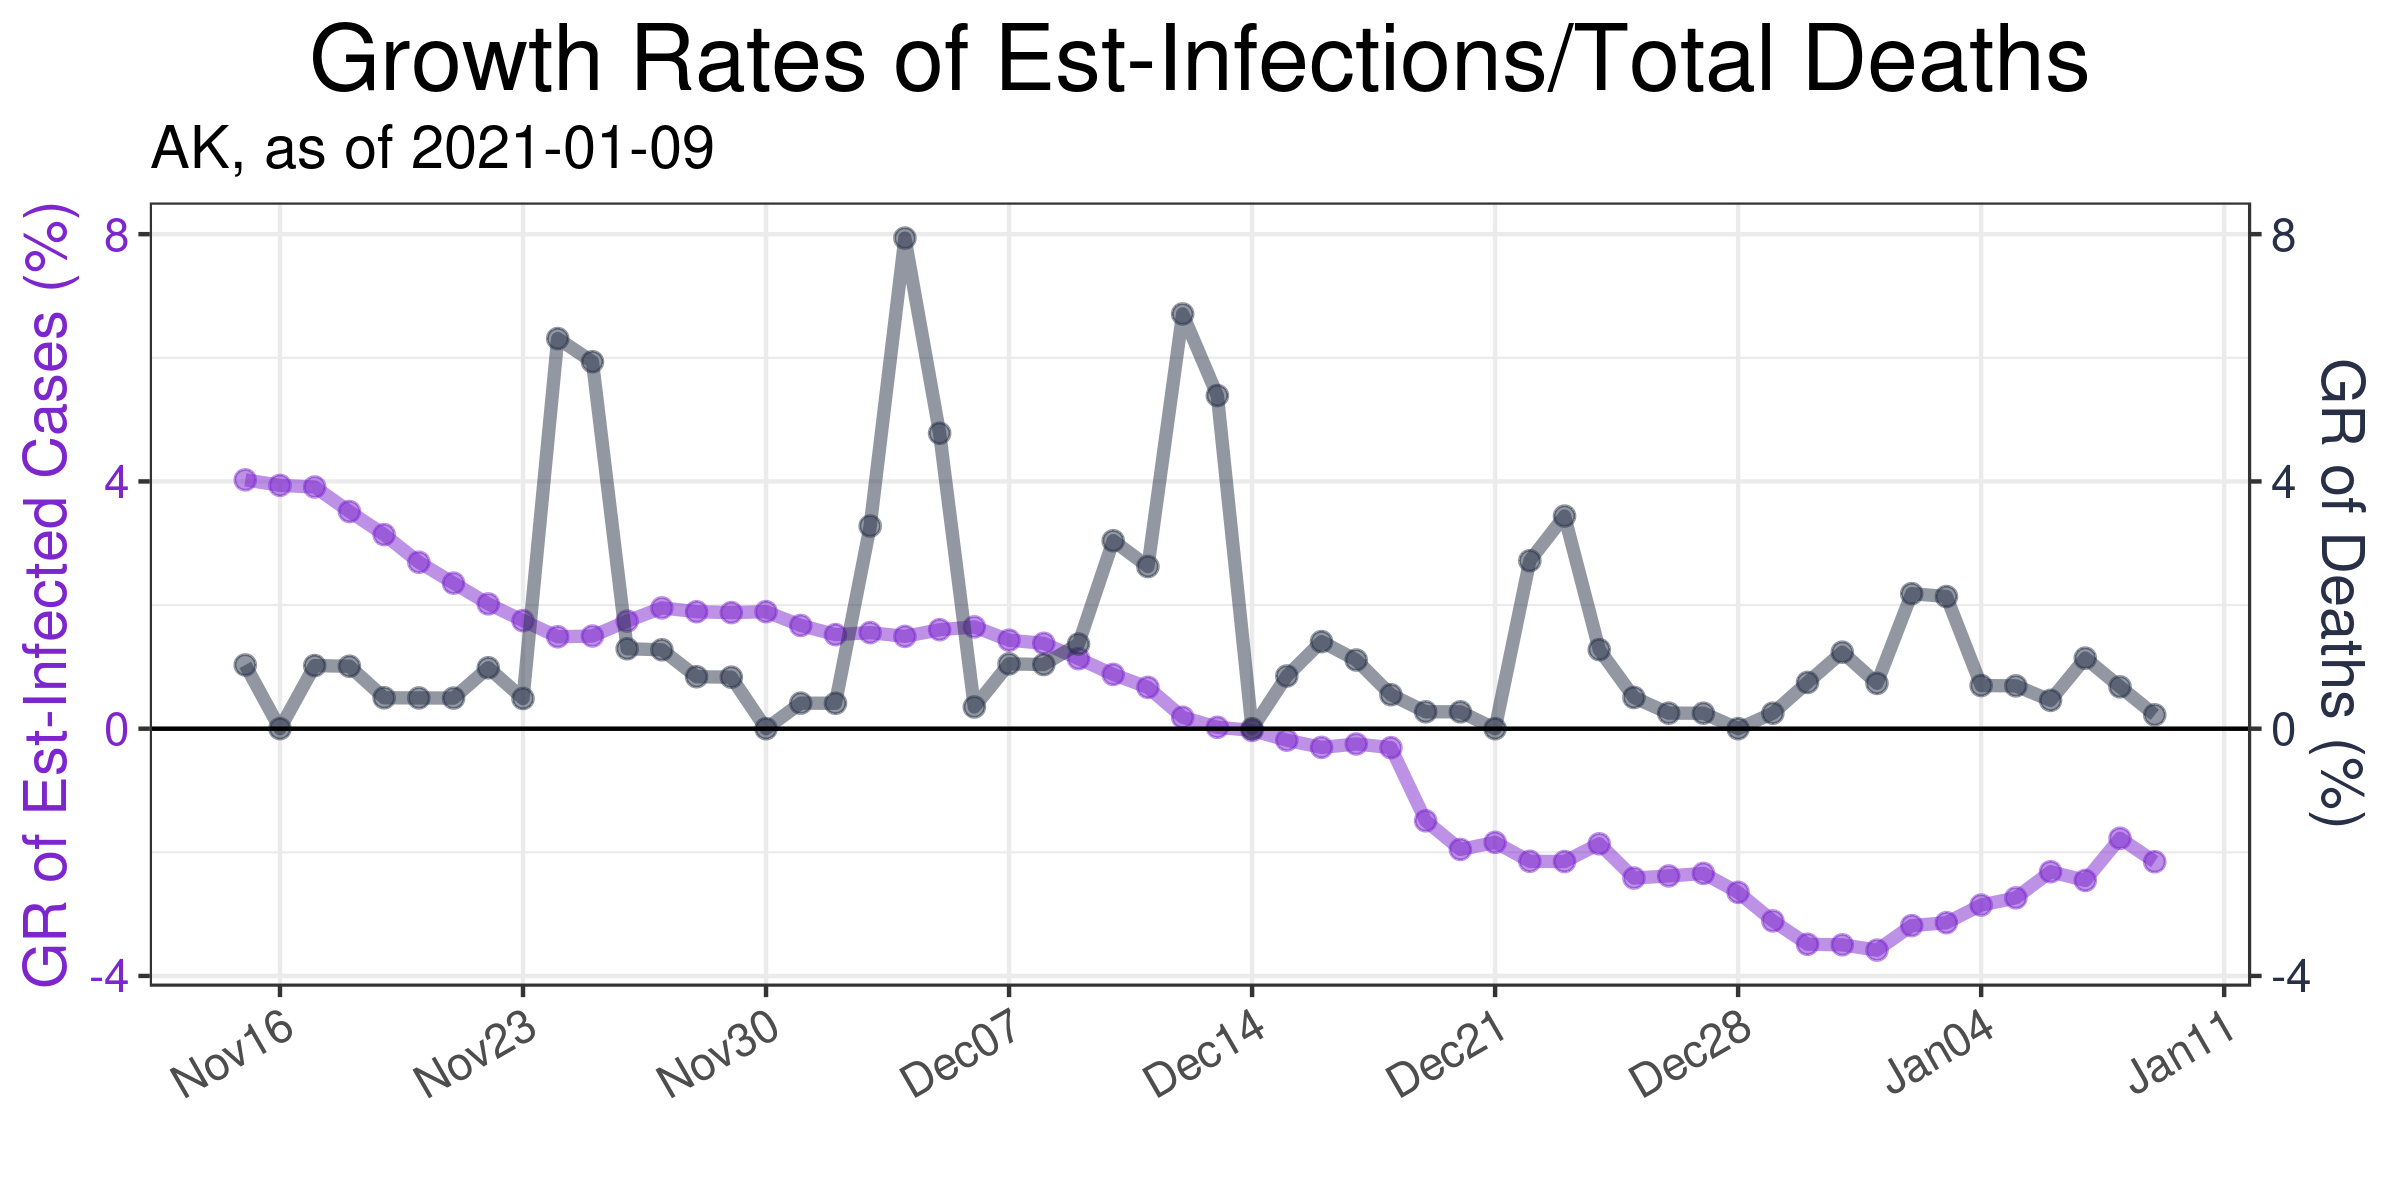 Growth Rates of Est-Infections/Total Deaths
AK, as of 2021-01-09
GR of Est-Infected Cases (%)
8
4
0
-4
8
4
0
-4
GR of Deaths (%)
Nov16
Nov23
Nov30
Dec07
Dec14
Dec21
Dec28
Jan04
Jan11